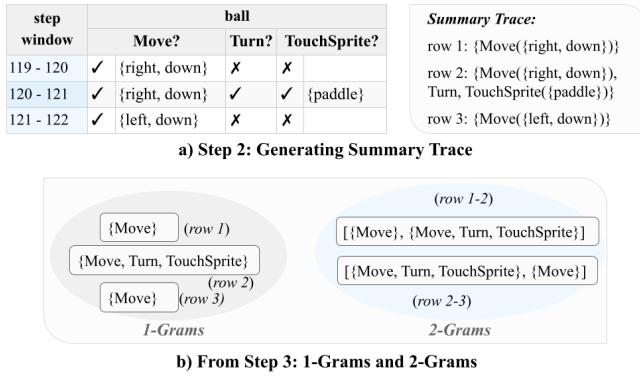 step window
ball
Move?
Turn?
TouchSprite?
119 - 120 ✓ {right, down} ✗ ✗
120 - 121 ✓ {right, down} ✓ ✓ {paddle}
121 - 122 ✓ {left, down} ✗ ✗
Summary Trace:
row 1: {Move({right, down})}
row 2: {Move({right, down}),
Turn, TouchSprite({paddle})}
row 3: {Move({left, down})}
a) Step 2: Generating Summary Trace
{Move} (row 1)
{Move, Turn, TouchSprite}
(row 2)
{Move} (row 3)
1-Grams
(row 1-2)
[{Move}, {Move, Turn, TouchSprite}]
[{Move, Turn, TouchSprite}, {Move}]
(row 2-3)
2-Grams
b) From Step 3: 1-Grams and 2-Grams